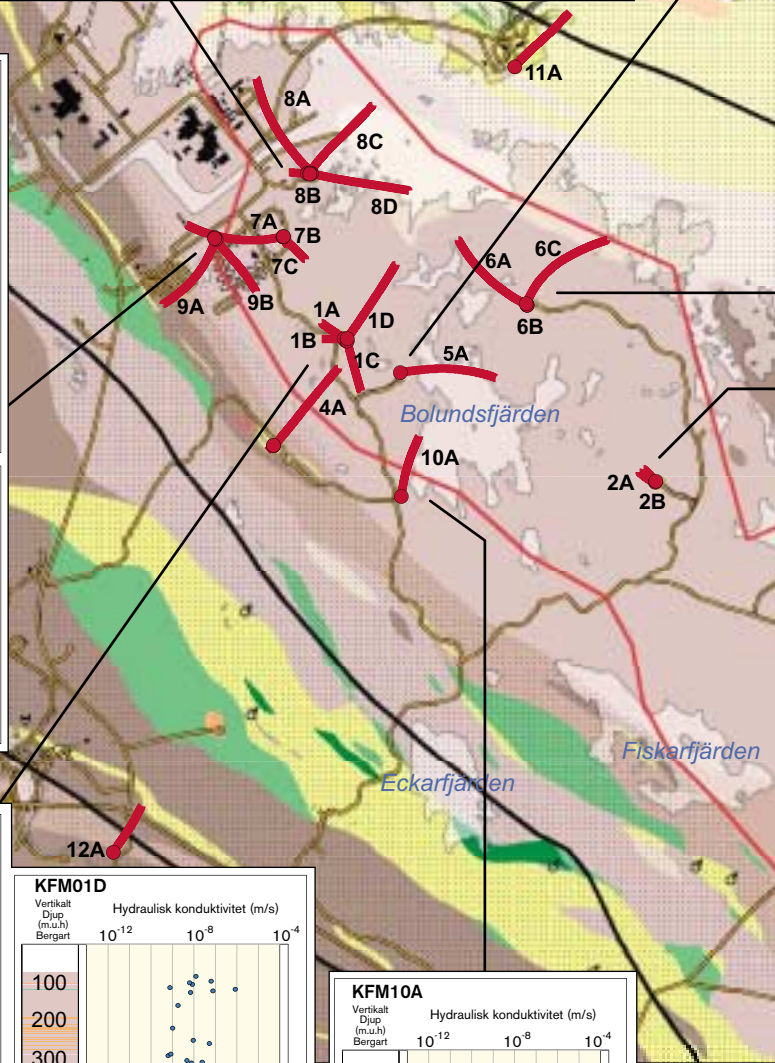 11A
8A
8C
8B
8D
7A
7B
7C
6A
6C
9A
9B
6B
1A
1D
1B
1C
5A
4A
Bolundsfjärden
10A
2A
2B
Fiskarfjärden
Eckarfjärden
12A
KFM01D
Vertikalt
Djup
(m.u.h)
Bergart
Hydraulisk konduktivitet (m/s)
10-12 10-8 10-4
100
200
300
KFM10A
Vertikalt
Djup
(m.u.h)
Bergart
Hydraulisk konduktivitet (m/s)
10-12 10-8 10-4